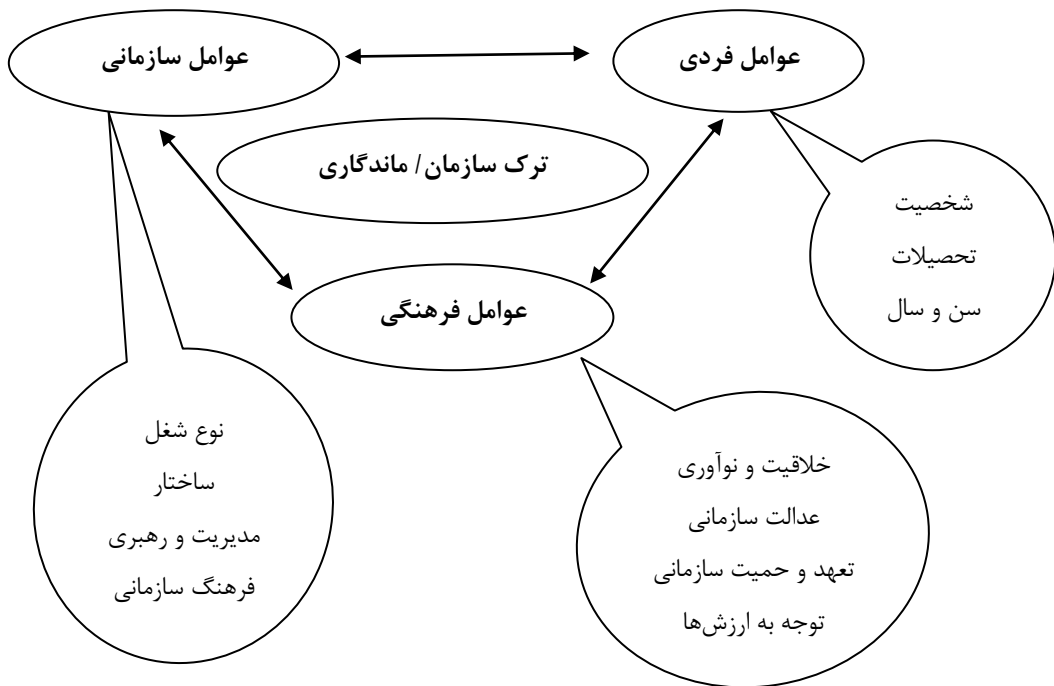 عوامل فردی
عوامل سازمانی
ترک سازمان/ ماندگاری
عوامل فرهنگی
شخصیت
تحصیلات
سن و سال
نوع شغل
ساختار
مدیریت و رهبری
فرهنگ سازمانی
خلاقیت و نوآوری
عدالت سازمانی
تعهد و حمیت سازمانی
توجه به ارزش‌ها